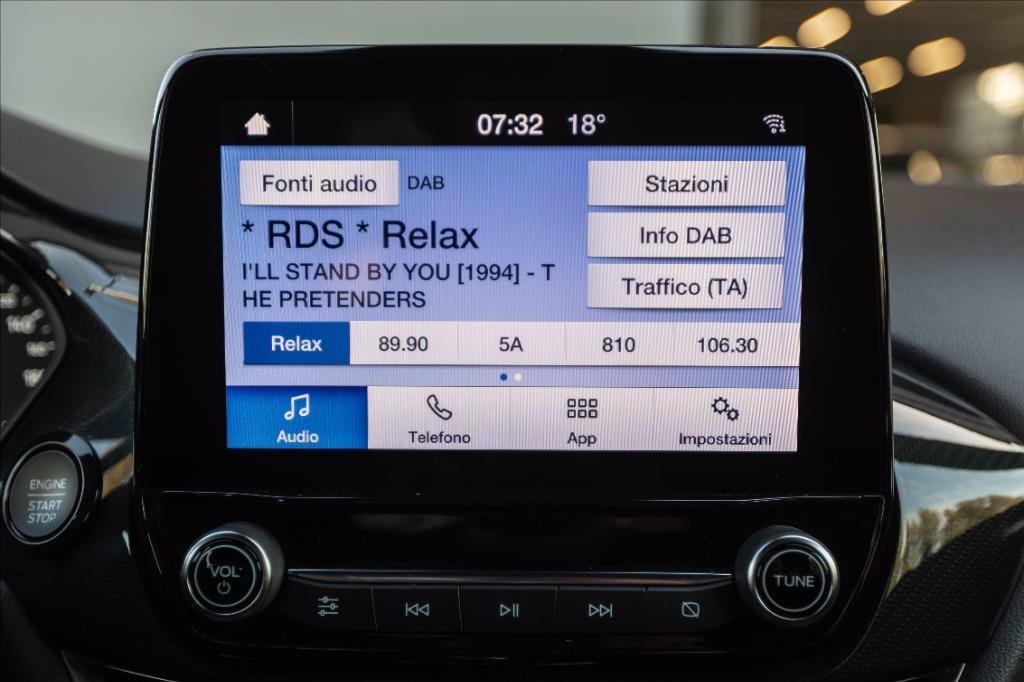 07:32 18°
Fonti audio DAB Stazioni
* RDS * Relax Info DAB
I'LL STAND BY YOU [1994] - T
HE PRETENDERS
Traffico (TA)
Relax 89.90 5A 810 106.30
Audio Telefono App Impostazioni
140
ENGINE
START
STOP
VOL
TUNE